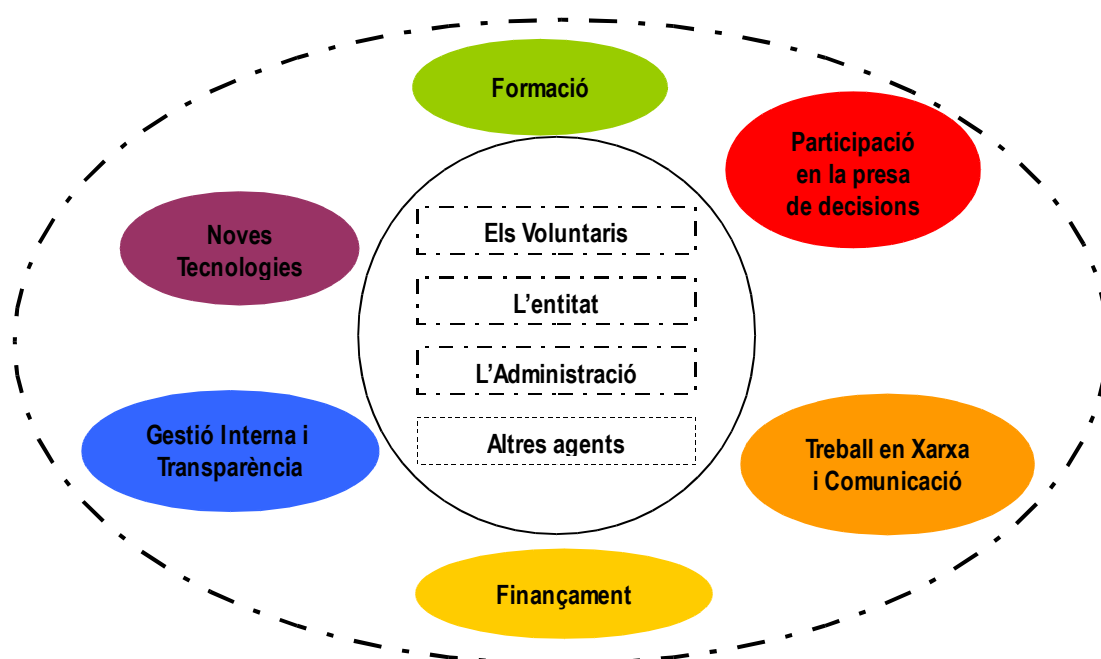 Formació
Participació
en la presa
de decisions
Noves
Tecnologies
Els Voluntaris
L'entitat
L'Administració
Altres agents
Gestió Interna i
Transparència
Treball en Xarxa
i Comunicació
Finançament